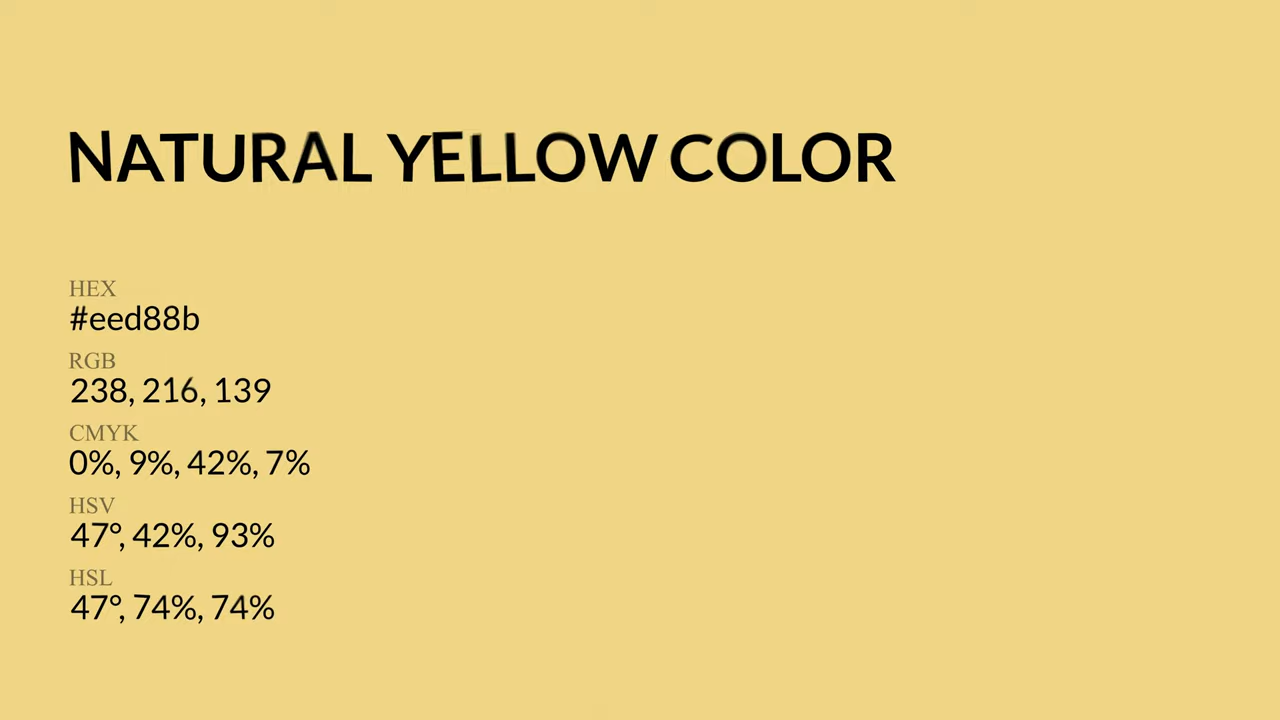 NATURAL YELLOW COLOR
HEX
#eed88b
RGB
238, 216, 139
CMYK
0%, 9%, 42%, 7%
HSV
47°, 42%, 93%
HSL
47°, 74%, 74%